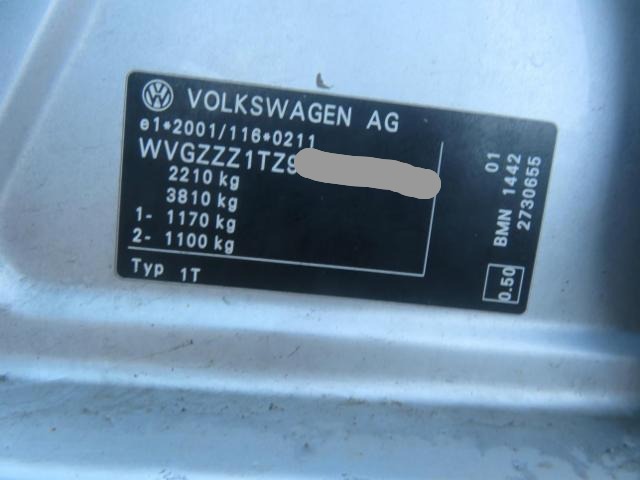 VOLKSWAGEN AG
e1*2001/116*0211
WVGZZZ1TZ9
2210 kg
3810 kg
1- 1170 kg
2- 1100 kg
Typ 1T
01
BMN 1442
2730655
0.50